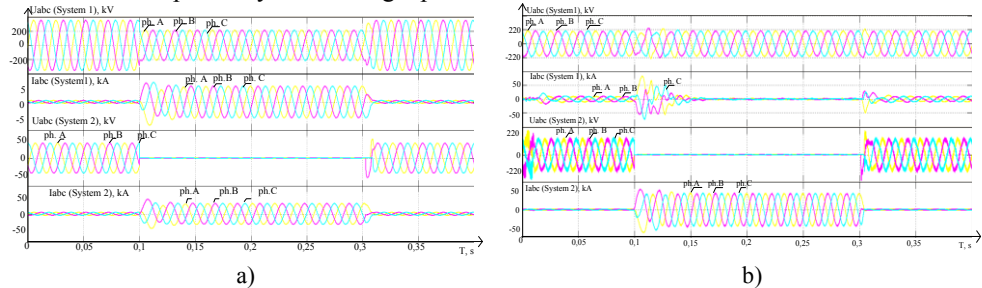 Uabc (System 1), kV
200
0
-200
ph. A
ph. B
ph. C
Iabc (System1), kA
5
0
-5
ph. A
ph.B
ph. C
Uabc (System 2), kV
50
0
-50
ph. A
ph.B
ph.C
Iabc (System 2), kA
50
0
-50
ph.A
ph.B
ph.C
0
0,05
0,1
0,15
0,2
0,25
0,3
0,35
T, s
a)
Uabc (System1), kV
220
0
-220
ph. A
ph. B
ph. C
Iabc (System 1), kA
50
0
-50
ph. A
ph. B
ph. C
Uabc (System 2), kV
220
0
-220
ph.A
ph.B
ph.C
Iabc (System 2), kA
50
0
-50
ph.A
ph.B
ph.C
0
0,05
0,1
0,15
0,2
0,25
0,3
0,35
T, s
b)